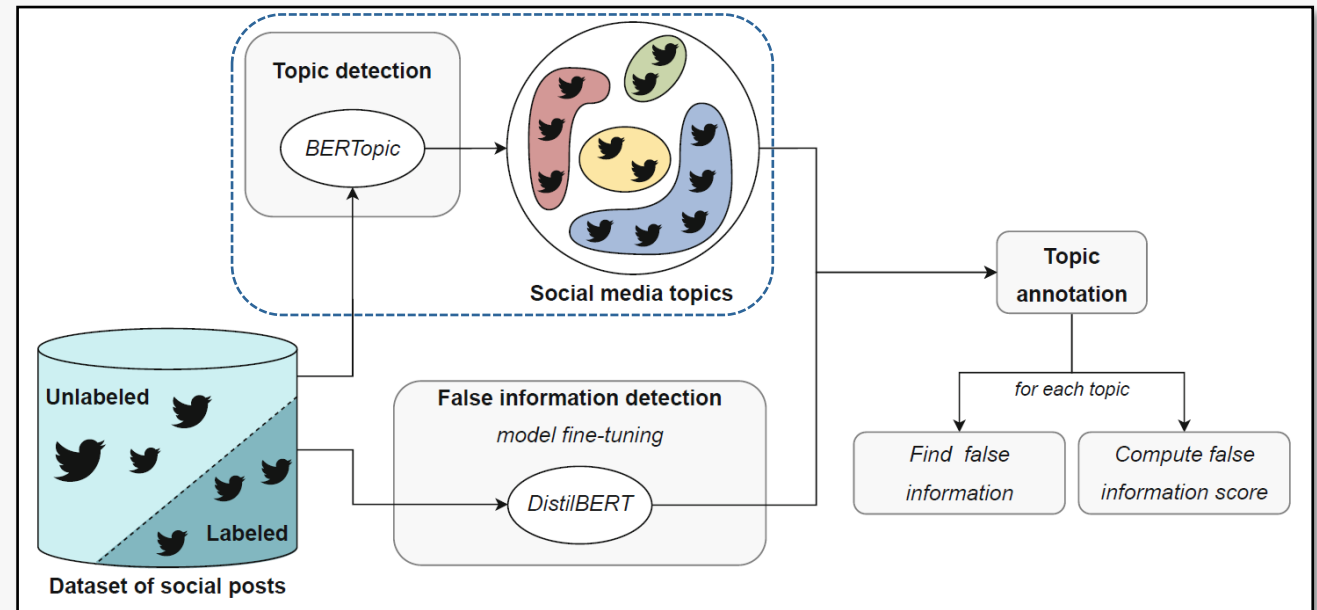 Topic detection
BERTopic
Social media topics
Unlabeled
Labeled
Dataset of social posts
False information detection
model fine-tuning
DistilBERT
Topic
annotation
for each topic
Find false
information
Compute false
information score